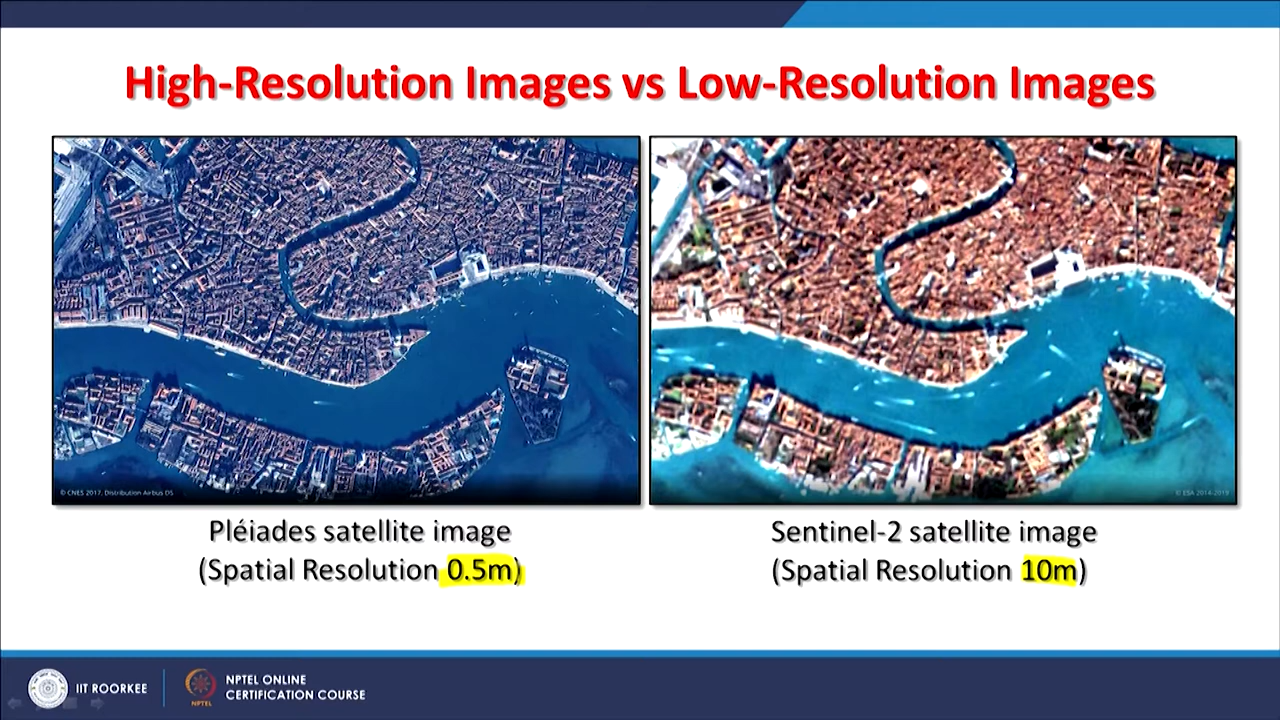 High-Resolution Images vs Low-Resolution Images
© CNES 2017, Distribution Airbus DS
© ESA 2014-2019
Pléiades satellite image
(Spatial Resolution 0.5m)
Sentinel-2 satellite image
(Spatial Resolution 10m)
IIT ROORKEE
NPTEL
NPTEL ONLINE
CERTIFICATION COURSE